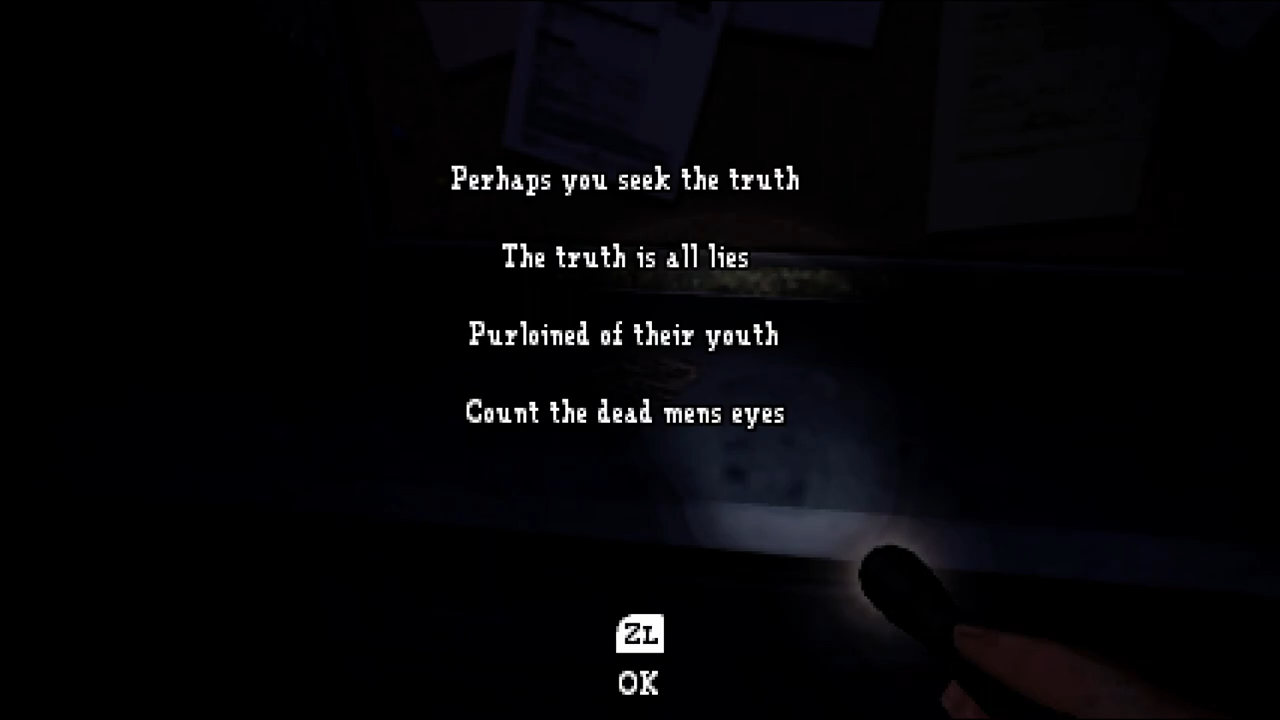 Perhaps you seek the truth
The truth is all lies
Purloined of their youth
Count the dead mens eyes
ZL
OK